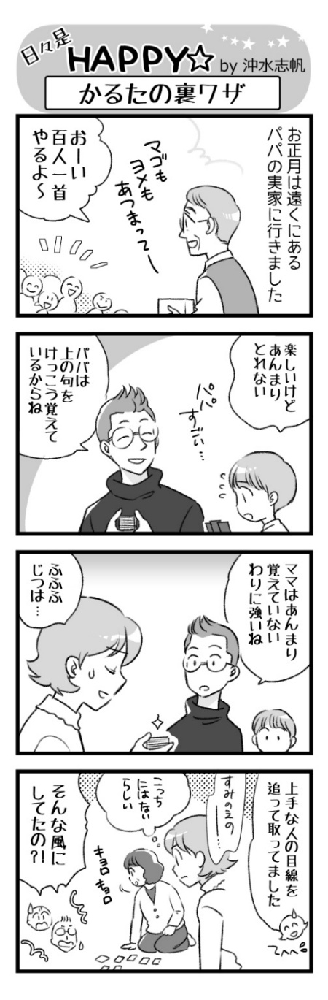 日々是
HAPPY☆
by 沖水志帆
かるたの裏ワザ
お正月は遠くにある
パパの実家に行きました
マゴも
ヨメも
あつまってー
おーい
百人一首
やるよ～
楽しいけど
あんまり
とれない
パパ
すごい…
パパは
上の句を
けっこう覚えて
いるからね
ママはあんまり
覚えていない
わりに強いね
ふふふ
じつは…
上手な人の目線を
追って取ってました
すみのえの
こっち
にはない
らしい
キョロ
キョロ
そんな風に
してたの?!